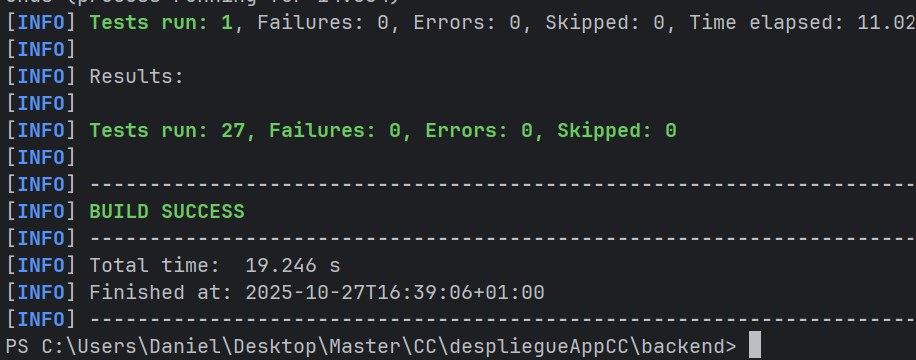 [INFO] Tests run: 1, Failures: 0, Errors: 0, Skipped: 0, Time elapsed: 11.02
[INFO]
[INFO] Results:
[INFO]
[INFO] Tests run: 27, Failures: 0, Errors: 0, Skipped: 0
[INFO]
[INFO] ------------------------------------------------------------------------
[INFO] BUILD SUCCESS
[INFO] ------------------------------------------------------------------------
[INFO] Total time:  19.246 s
[INFO] Finished at: 2025-10-27T16:39:06+01:00
[INFO] ------------------------------------------------------------------------
PS C:\Users\Daniel\Desktop\Master\CC\despliegueAppCC\backend>